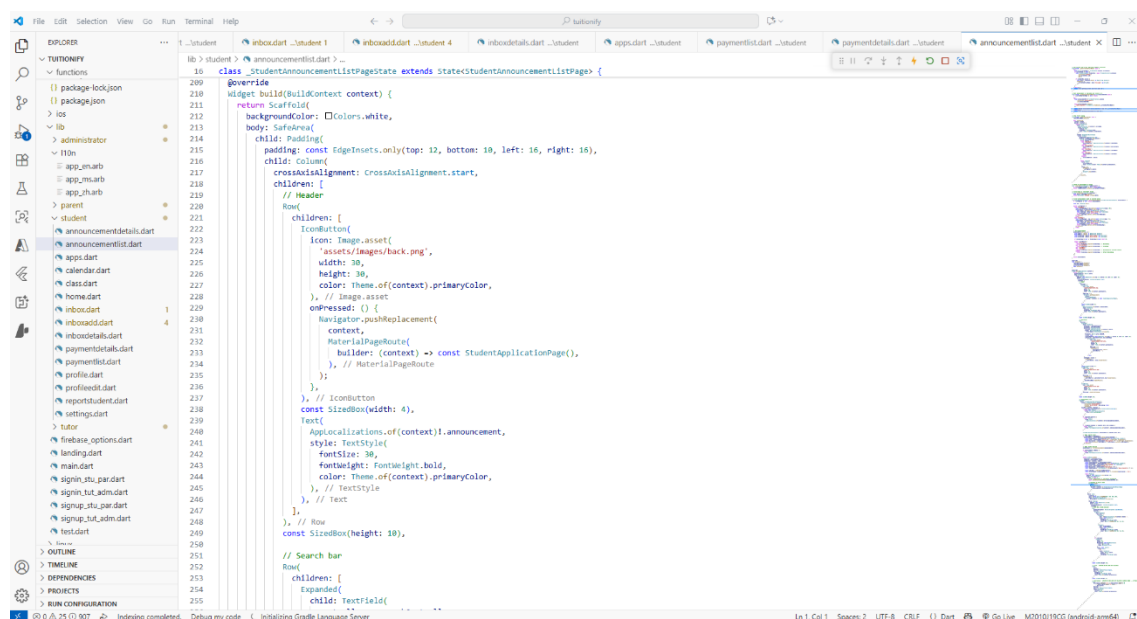 File Edit Selection View Go Run Terminal Help
tuitionify
EXPLORER
TUITIONIFY
functions
package-lock.json
package.json
ios
lib
administrator
l10n
app_en.arb
app_ms.arb
app_zh.arb
parent
student
announcementdetails.dart
announcementlist.dart
apps.dart
calendar.dart
class.dart
home.dart
inbox.dart 1
inboxadd.dart 4
inboxdetails.dart
paymentdetails.dart
paymentlist.dart
profile.dart
profileedit.dart
reportstudent.dart
settings.dart
tutor
firebase_options.dart
landing.dart
main.dart
signin_stu_par.dart
signin_tut_adm.dart
signup_stu_par.dart
signup_tut_adm.dart
test.dart
linux
OUTLINE
TIMELINE
DEPENDENCIES
PROJECTS
RUN CONFIGURATION
...\student inbox.dart ...\student 1 inboxadd.dart ...\student 4 inboxdetails.dart ...\student apps.dart ...\student paymentlist.dart ...\student paymentdetails.dart ...\student announcementlist.dart ...\student
lib > student > announcementlist.dart > ...
16 class _StudentAnnouncementListPageState extends State<StudentAnnouncementListPage> {
209 @override
210 Widget build(BuildContext context) {
211 return Scaffold(
212 backgroundColor: Colors.white,
213 body: SafeArea(
214 child: Padding(
215 padding: const EdgeInsets.only(top: 12, bottom: 10, left: 16, right: 16),
216 child: Column(
217 crossAxisAlignment: CrossAxisAlignment.start,
218 children: [
219 // Header
220 Row(
221 children: [
222 IconButton(
223 icon: Image.asset(
224 'assets/images/back.png',
225 width: 30,
226 height: 30,
227 color: Theme.of(context).primaryColor,
228 ), // Image.asset
229 onPressed: () {
230 Navigator.pushReplacement(
231 context,
232 MaterialPageRoute(
233 builder: (context) => const StudentApplicationPage(),
234 ), // MaterialPageRoute
235 );
236 },
237 ), // IconButton
238 const SizedBox(width: 4),
239 Text(
240 AppLocalizations.of(context)!.announcement,
241 style: TextStyle(
242 fontSize: 30,
243 fontWeight: FontWeight.bold,
244 color: Theme.of(context).primaryColor,
245 ), // TextStyle
246 ), // Text
247 ],
248 ), // Row
249 const SizedBox(height: 10),
250
251 // Search bar
252 Row(
253 children: [
254 Expanded(
255 child: TextField(
0 25 907 Indexing completed. Debug my code Initializing Gradle Language Server Ln 1, Col 1 Spaces: 2 UTF-8 CRLF {} Dart Go Live M2010J19CG (android-arm64)